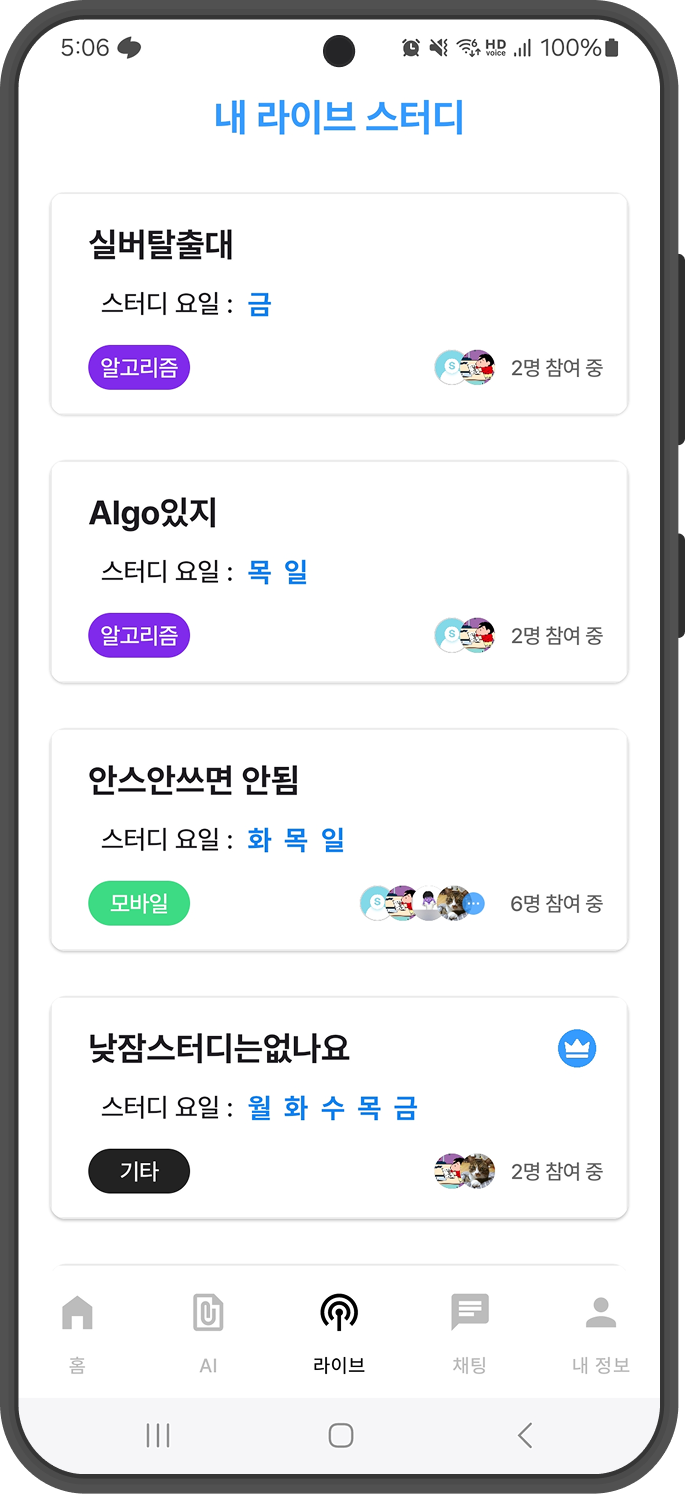 5:06 HD voice 100%
내 라이브 스터디
실버탈출대
스터디 요일 : 금
알고리즘 S 2명 참여 중
Algo있지
스터디 요일 : 목 일
알고리즘 S 2명 참여 중
안스안쓰면 안됨
스터디 요일 : 화 목 일
모바일 S 6명 참여 중
낮잠스터디는없나요
스터디 요일 : 월 화 수 목 금
기타 2명 참여 중
홈 AI 라이브 채팅 내 정보